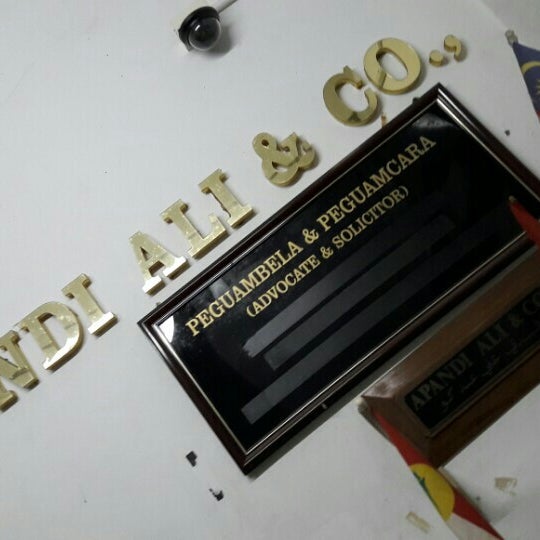 NDI ALI & CO.,
PEGUAMBELA & PEGUAMCARA
(ADVOCATE & SOLICITOR)
APANDI ALI & CO